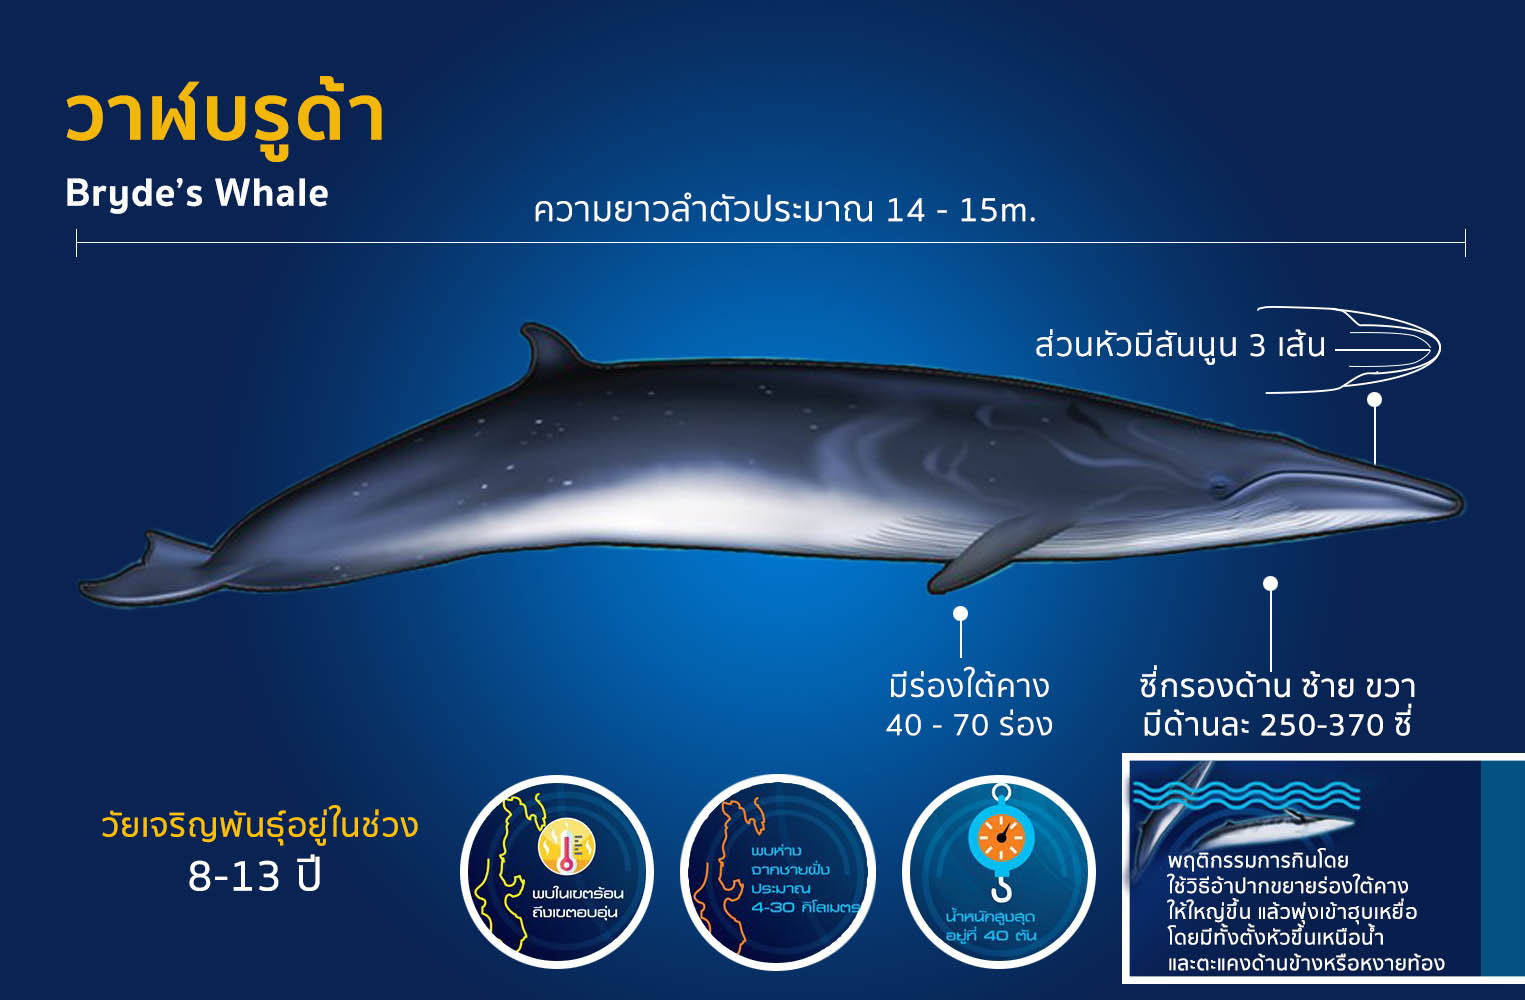 วาฬบรูด้า
Bryde’s Whale
ความยาวลำตัวประมาณ 14 - 15m.
ส่วนหัวมีสันนูน 3 เส้น
มีร่องใต้คาง
40 - 70 ร่อง
ซี่กรองด้าน ซ้าย ขวา
มีด้านละ 250-370 ซี่
วัยเจริญพันธุ์อยู่ในช่วง
8-13 ปี
พบในเขตร้อน
ถึงเขตอบอุ่น
พบห่าง
จากชายฝั่ง
ประมาณ
4-30 กิโลเมตร
น้ำหนักสูงสุด
อยู่ที่ 40 ตัน
พฤติกรรมการกินโดย
ใช้วิธีอ้าปากขยายร่องใต้คาง
ให้ใหญ่ขึ้น แล้วพุ่งเข้าฮุบเหยื่อ
โดยมีทั้งตั้งหัวขึ้นเหนือน้ำ
และตะแคงด้านข้างหรือหงายท้อง